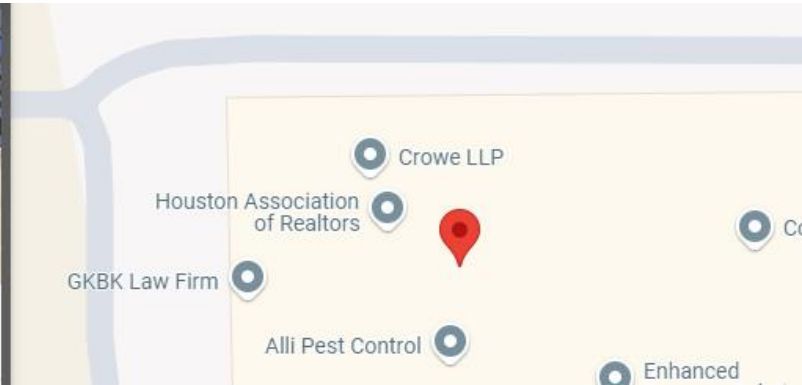 Crowe LLP
Houston Association
of Realtors
GKBK Law Firm
Alli Pest Control
Enhanced